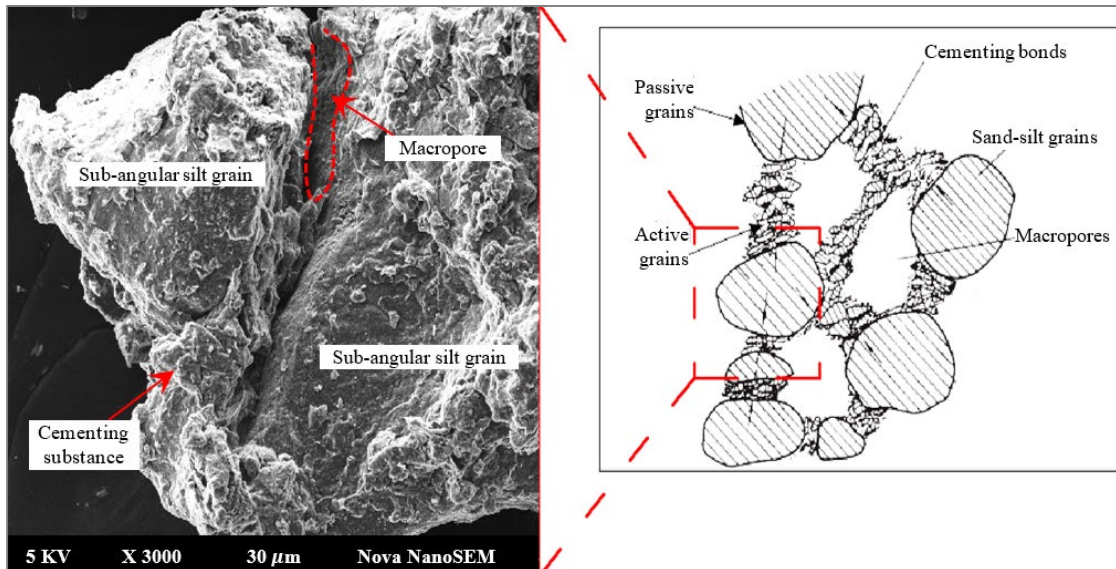 Sub-angular silt grain
Macropore
Sub-angular silt grain
Cementing
substance
5 KV X 3000 30 µm Nova NanoSEM
Cementing bonds
Passive
grains
Sand-silt grains
Active
grains
Macropores